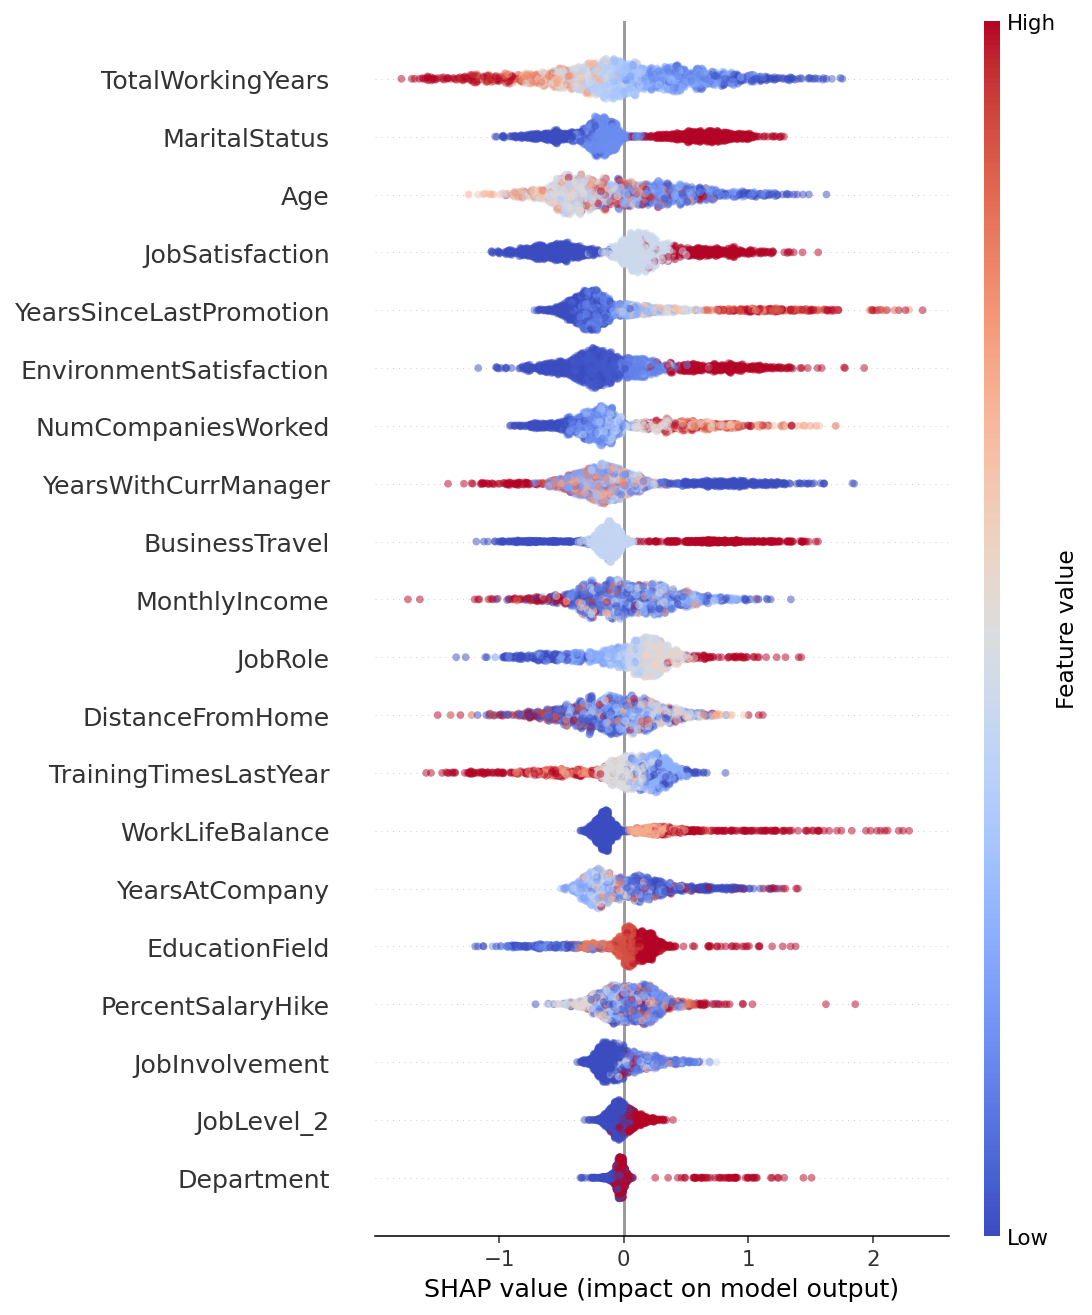 High
TotalWorkingYears
MaritalStatus
Age
JobSatisfaction
YearsSinceLastPromotion
EnvironmentSatisfaction
NumCompaniesWorked
YearsWithCurrManager
BusinessTravel
MonthlyIncome
JobRole
DistanceFromHome
TrainingTimesLastYear
WorkLifeBalance
YearsAtCompany
EducationField
PercentSalaryHike
JobInvolvement
JobLevel_2
Department
Feature value
Low
−1 0 1 2
SHAP value (impact on model output)